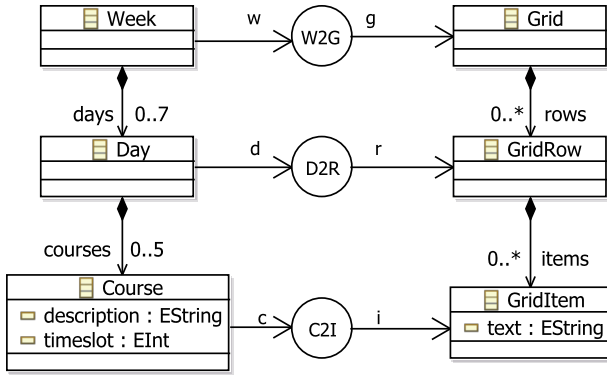 Week w W2G g Grid
days 0..7 0..* rows
Day d D2R r GridRow
courses 0..5 0..* items
Course GridItem
description : EString c C2I i text : EString
timeslot : EInt